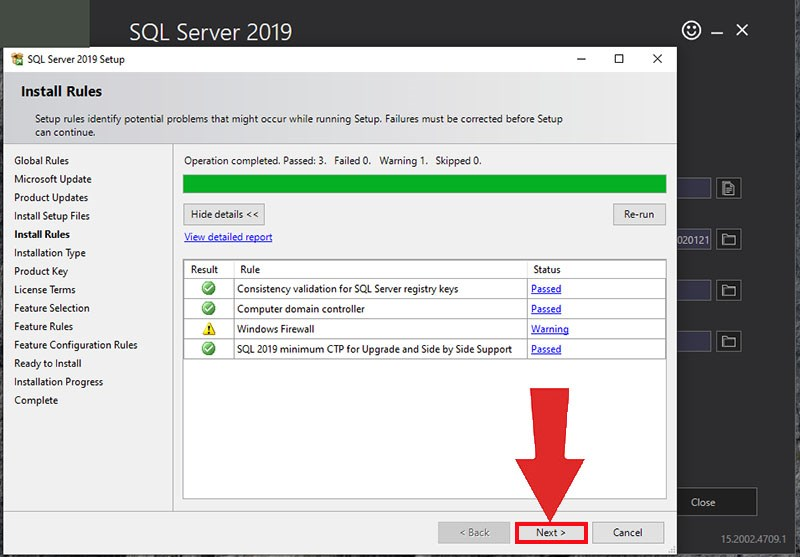 SQL Server 2019
SQL Server 2019 Setup
Install Rules
Setup rules identify potential problems that might occur while running Setup. Failures must be corrected before Setup
can continue.
Global Rules
Microsoft Update
Product Updates
Install Setup Files
Install Rules
Installation Type
Product Key
License Terms
Feature Selection
Feature Rules
Feature Configuration Rules
Ready to Install
Installation Progress
Complete
Operation completed. Passed: 3. Failed 0. Warning 1. Skipped 0.
Hide details <<
Re-run
View detailed report
Result Rule Status
Consistency validation for SQL Server registry keys Passed
Computer domain controller Passed
Windows Firewall Warning
SQL 2019 minimum CTP for Upgrade and Side by Side Support Passed
< Back Next > Cancel
020121
Close
15.2002.4709.1